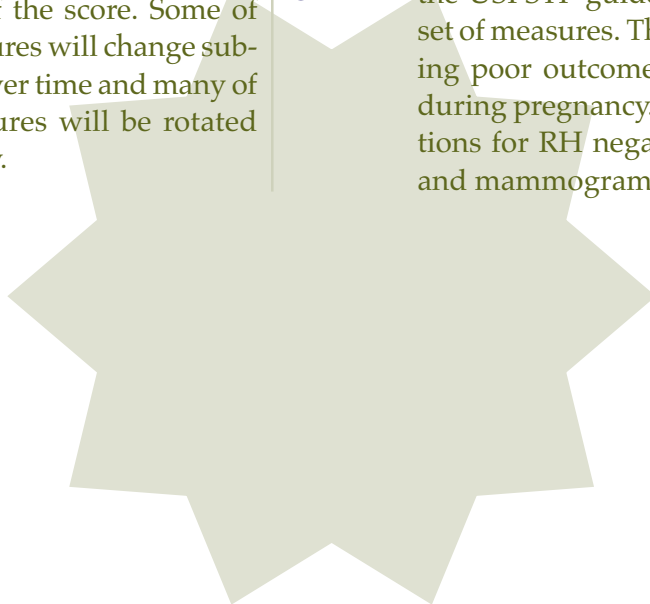 the score. Some of
ures will change sub-
ver time and many of
ures will be rotated
the USPSTF guid
set of measures. Th
ing poor outcome
during pregnancy.
tions for RH nega
and mammogram